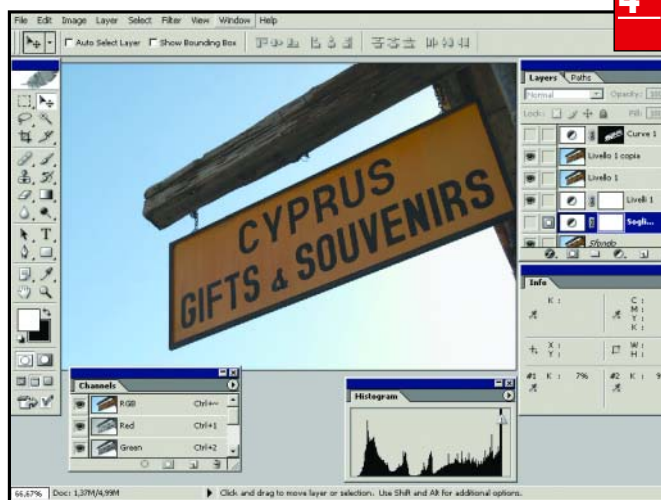 4
File Edit Image Layer Select Filter View Window Help
Auto Select Layer Show Bounding Box
Layers Paths
Normal Opacity:
Lock: Fill:
Curve 1
Livello 1 copia
Livello 1
Livelli 1
Sogli...
Sfondo
CYPRUS
GIFTS & SOUVENIRS
Info
K : C :
M :
Y :
K :
X : W :
Y : H :
#1 K : 7% #2 K : 9
Channels
RGB Ctrl+~
Red Ctrl+1
Green Ctrl+2
Histogram
66,67% Doc: 1,37M/4,99M Click and drag to move layer or selection. Use Shift and Alt for additional options.